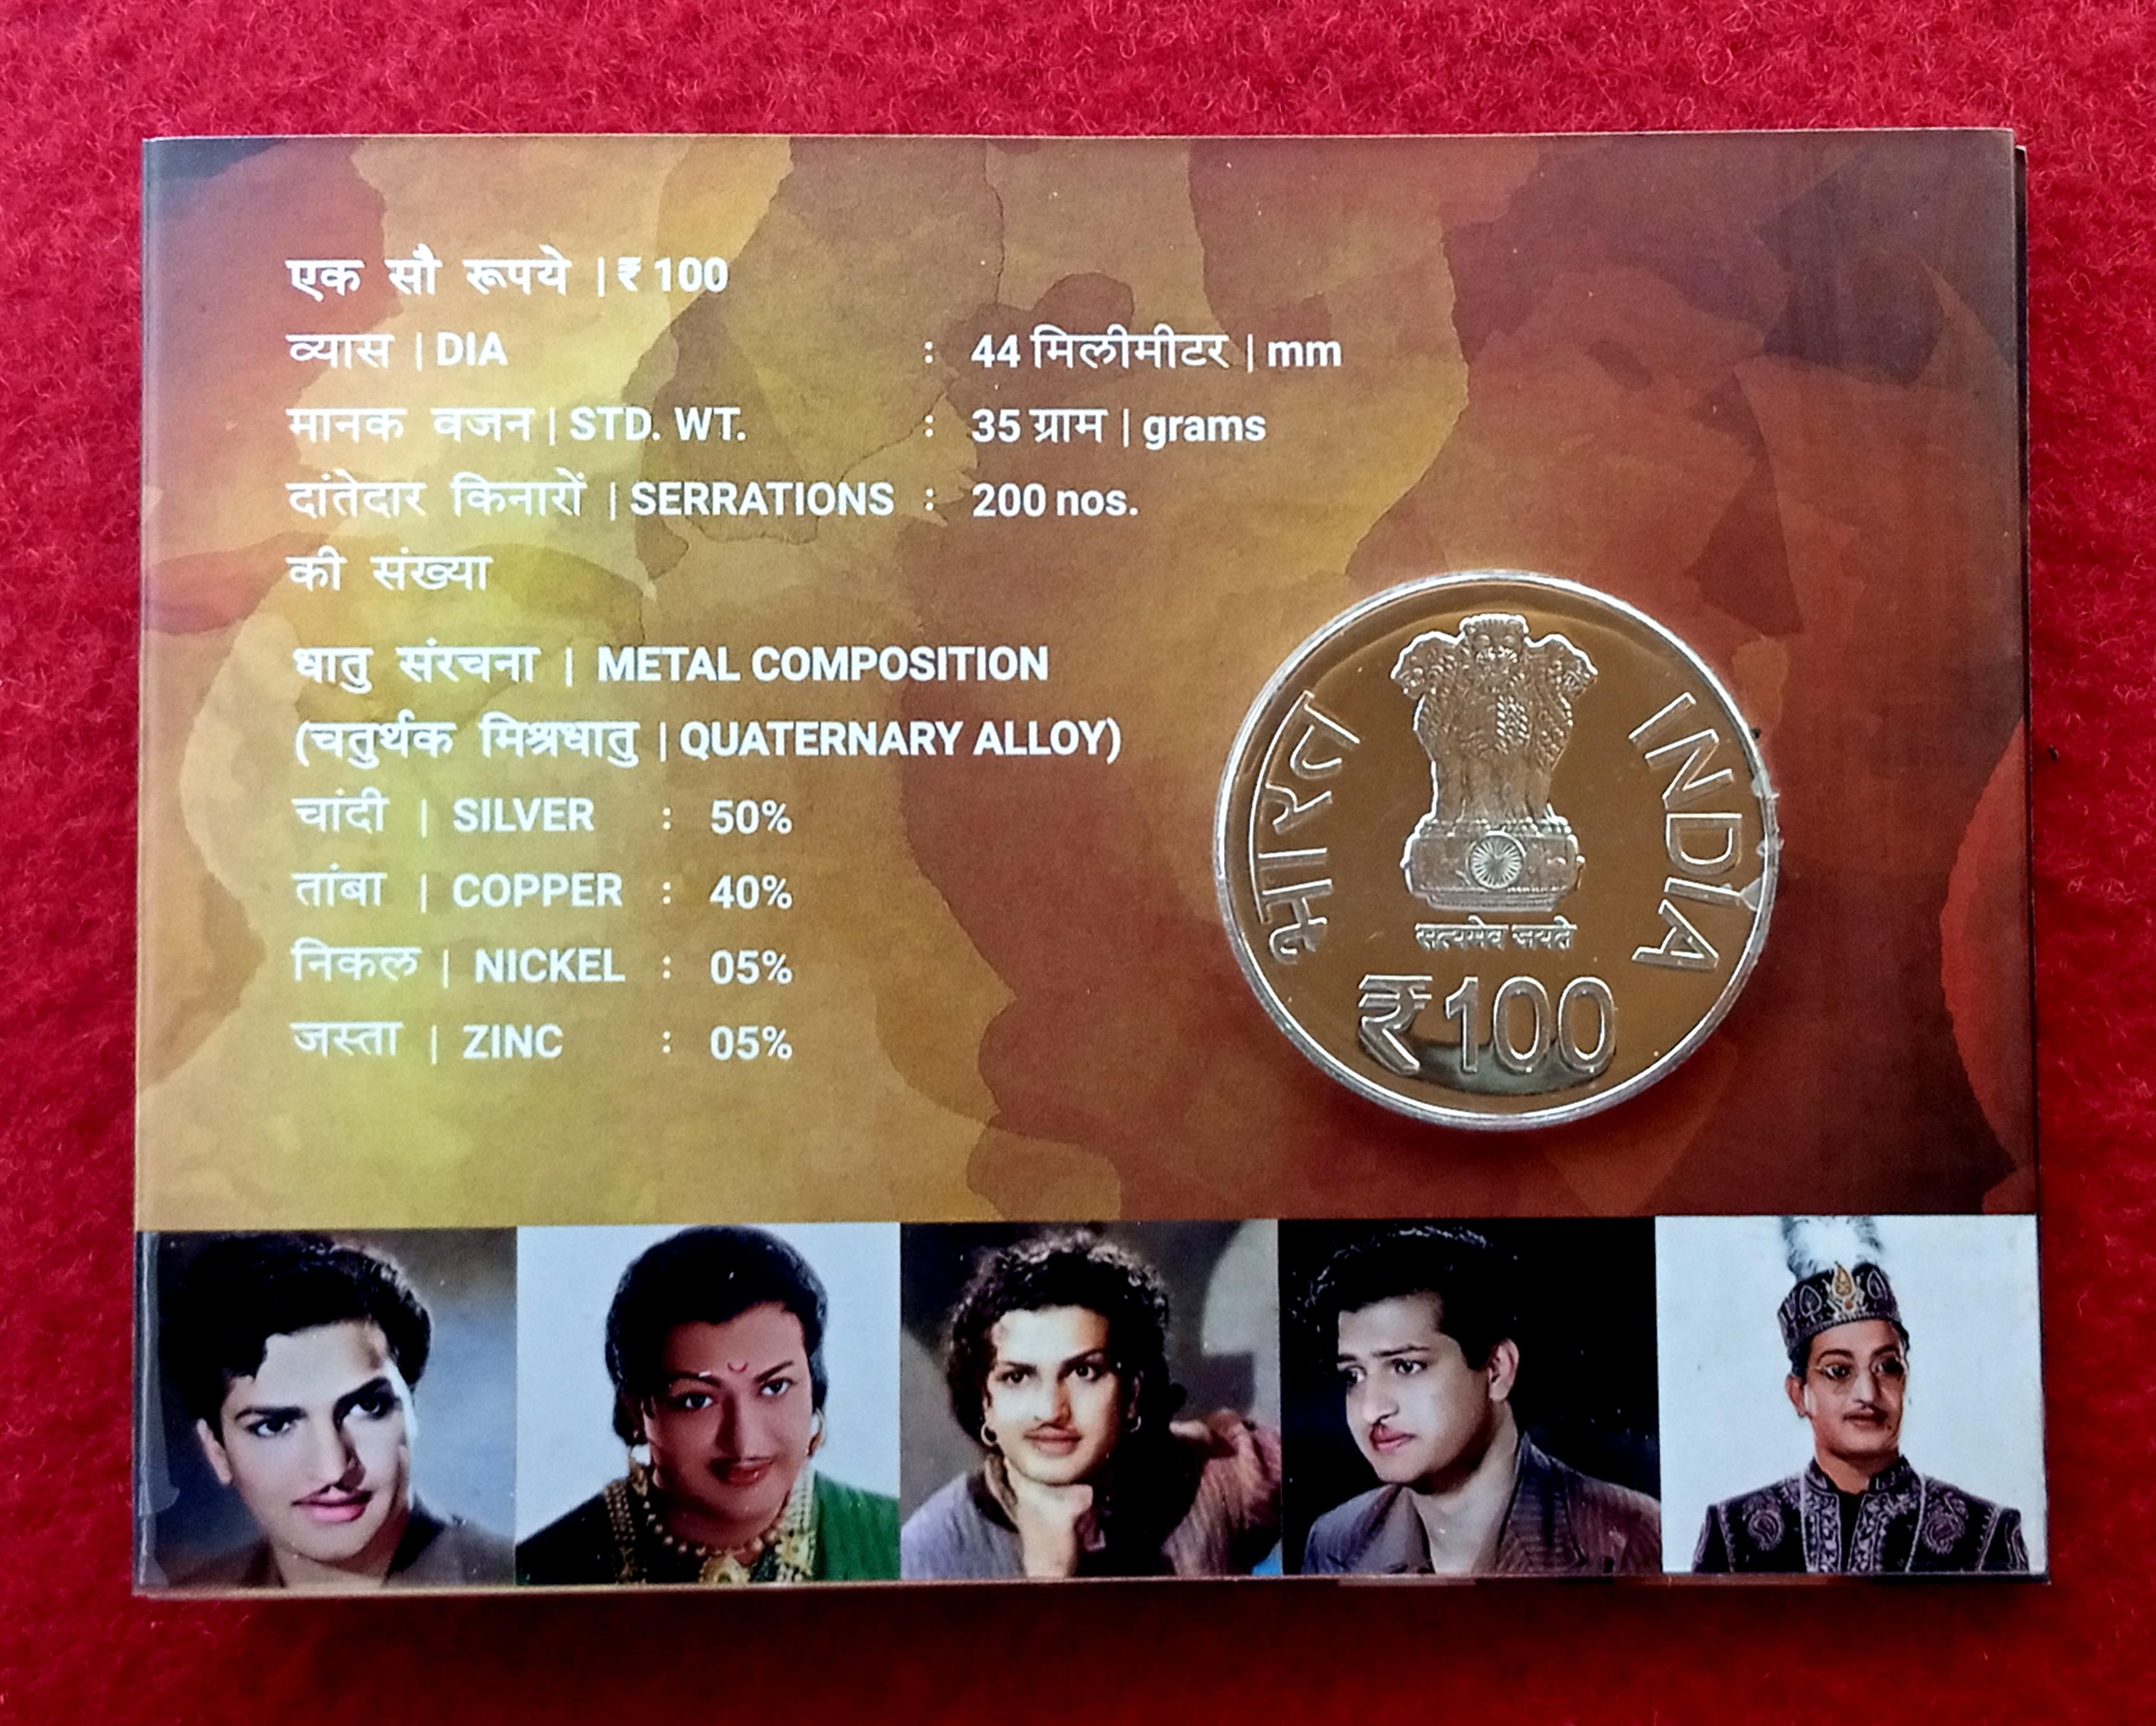 एक सौ रूपये | ₹ 100
व्यास | DIA : 44 मिलीमीटर | mm
मानक वजन | STD. WT. : 35 ग्राम | grams
दांतेदार किनारों | SERRATIONS : 200 nos.
की संख्या
धातु संरचना | METAL COMPOSITION
(चतुर्थक मिश्रधातु | QUATERNARY ALLOY)
चांदी | SILVER : 50%
तांबा | COPPER : 40%
निकल | NICKEL : 05%
जस्ता | ZINC : 05%
भारत
INDIA
सत्यमेव जयते
₹100